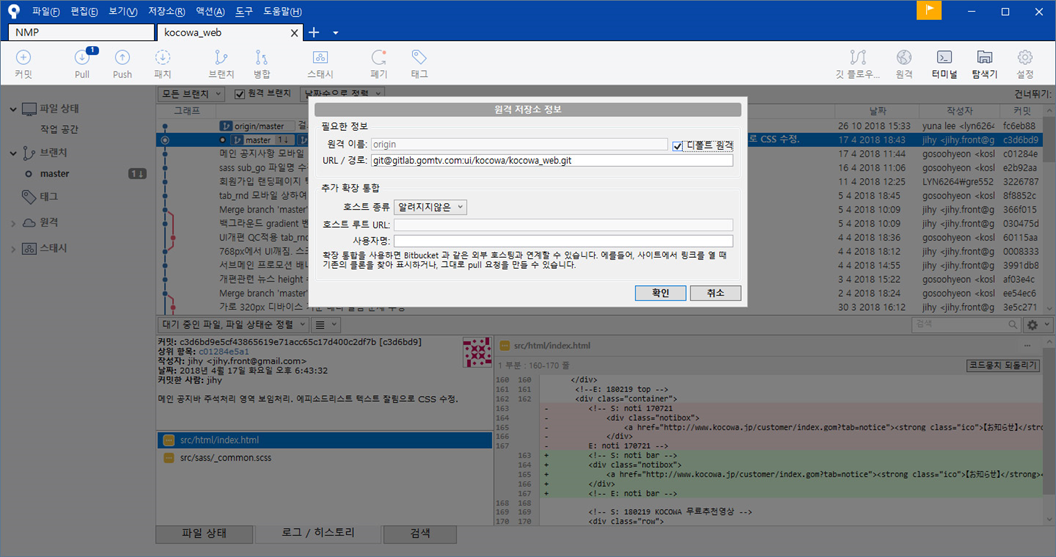 파일(F) 편집(E) 보기(V) 저장소(R) 액션(A) 도구 도움말(H)
NMP
kocowa_web
커밋
1
Pull
Push
패치
브랜치
병합
스태시
폐기
태그
깃 플로우...
원격
터미널
탐색기
설정
파일 상태
작업 공간
브랜치
master 1↓
태그
원격
스태시
모든 브랜치 원격 브랜치 날짜순으로 정렬 건너뛰기:
그래프 날짜 작성자 커밋
origin/master 26 10 2018 15:33 yuna lee <lyn6264 fc6eb88
master 1↓ CSS 수정. 17 4 2018 18:43 jihy <jihy.front@g c3d6bd9
메인 공지사항 모바일 17 4 2018 16:44 jihy <jihy.front@g c01284e
sass sub_go 파일명 수 16 4 2018 11:06 gosoohyeon <kosl e2b92aa
회원가입 랜딩페이지 텍 11 4 2018 12:25 LYN6264\gre552 3226787
tab_rnd 모바일 상하여 5 4 2018 18:45 gosoohyeon <kosl 8f8852c
Merge branch 'master' 5 4 2018 10:09 jihy <jihy.front@g 366f015
백그라운드 gradient 변 5 4 2018 10:09 jihy <jihy.front@g 030475d
UI개편 QC적용 tab_rnd 4 4 2018 18:36 gosoohyeon <kosl 60115aa
768px에서 UI깨짐. 스크 4 4 2018 18:31 jihy <jihy.front@g 0008333
서브메인 프로모션 배너 4 4 2018 14:55 jihy <jihy.front@g 3991db8
개편관련 뉴스 height 4 3 2018 15:22 gosoohyeon <kosl af03e4c
Merge branch 'master' 2 4 2018 18:24 gosoohyeon <kosl ee54ec6
가로 320px 디바이스 30 3 2018 16:12 jihy <jihy.front@g 3e5c271
원격 저장소 정보
필요한 정보
원격 이름: origin 디폴트 원격
URL / 경로: git@gitlab.gomtv.com:ui/kocowa/kocowa_web.git
추가 확장 통합
호스트 종류 알려지지않은
호스트 루트 URL:
사용자명:
확장 통합를 사용하면 Bitbucket 과 같은 외부 호스팅과 연계할 수 있습니다. 예를들어, 사이트에서 링크를 열 때
기존의 클론을 찾아 표시하거나, 그대로 pull 요청을 만들 수 있습니다.
확인 취소
대기 중인 파일, 파일 상태순 정렬
검색
커밋: c3d6bd9e5cf43865619e71acc65c17d400c2df7b [c3d6bd9]
상위 항목: c01284e5a1
작성자: jihy <jihy.front@gmail.com>
날짜: 2018년 4월 17일 화요일 오후 6:43:32
커밋한 사람: jihy
메인 공지바 주석처리 영역 보임처리. 에피소드리스트 텍스트 잘림으로 CSS 수정.
src/html/index.html
src/sass/_common.scss
src/html/index.html
1 부분 : 160-170 줄 코드뭉치 되돌리기
160 160 </div>
161 161 <!--E: 180219 top -->
162 162 <div class="container">
163 - <!-- S: noti 170721
164 - <div class="notibox">
165 - <a href="http://www.kocowa.jp/customer/index.gom?tab=notice"><strong class="ico">【お知らせ】</stro
166 - </div>
167 - E: noti 170721 -->
163 + <!-- S: noti bar -->
164 + <div class="notibox">
165 + <a href="http://www.kocowa.jp/customer/index.gom?tab=notice"><strong class="ico">【お知らせ】</strong>
166 + </div>
167 + <!-- E: noti bar -->
168 168
169 169 <!-- S: 180219 KOCOWA 무료추천영상 -->
170 170 <div class="row">
파일 상태 로그 / 히스토리 검색